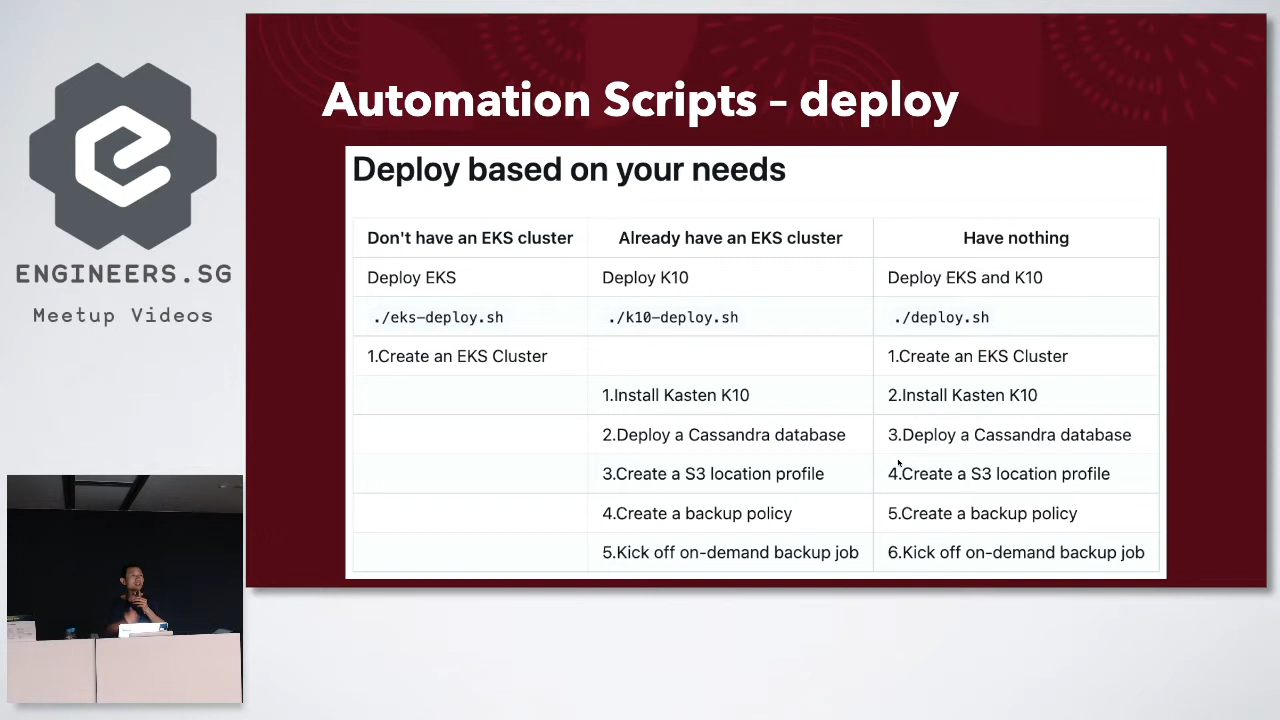 ENGINEERS.SG
Meetup Videos
Automation Scripts – deploy
Deploy based on your needs
Don't have an EKS cluster Already have an EKS cluster Have nothing
Deploy EKS Deploy K10 Deploy EKS and K10
./eks-deploy.sh ./k10-deploy.sh ./deploy.sh
1.Create an EKS Cluster 1.Create an EKS Cluster
1.Install Kasten K10 2.Install Kasten K10
2.Deploy a Cassandra database 3.Deploy a Cassandra database
3.Create a S3 location profile 4.Create a S3 location profile
4.Create a backup policy 5.Create a backup policy
5.Kick off on-demand backup job 6.Kick off on-demand backup job